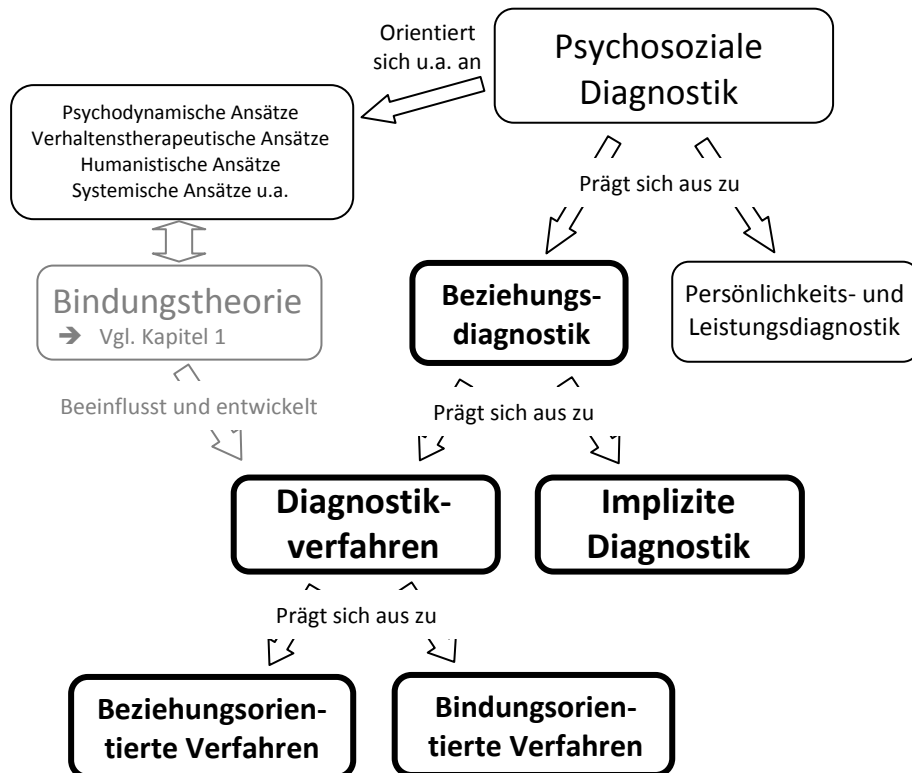 Orientiert
sich u.a. an
Psychosoziale
Diagnostik
Psychodynamische Ansätze
Verhaltenstherapeutische Ansätze
Humanistische Ansätze
Systemische Ansätze u.a.
Prägt sich aus zu
Bindungstheorie
➔ Vgl. Kapitel 1
Beziehungs-
diagnostik
Persönlichkeits- und
Leistungsdiagnostik
Beeinflusst und entwickelt
Prägt sich aus zu
Diagnostik-
verfahren
Implizite
Diagnostik
Prägt sich aus zu
Beziehungsorien-
tierte Verfahren
Bindungsorien-
tierte Verfahren